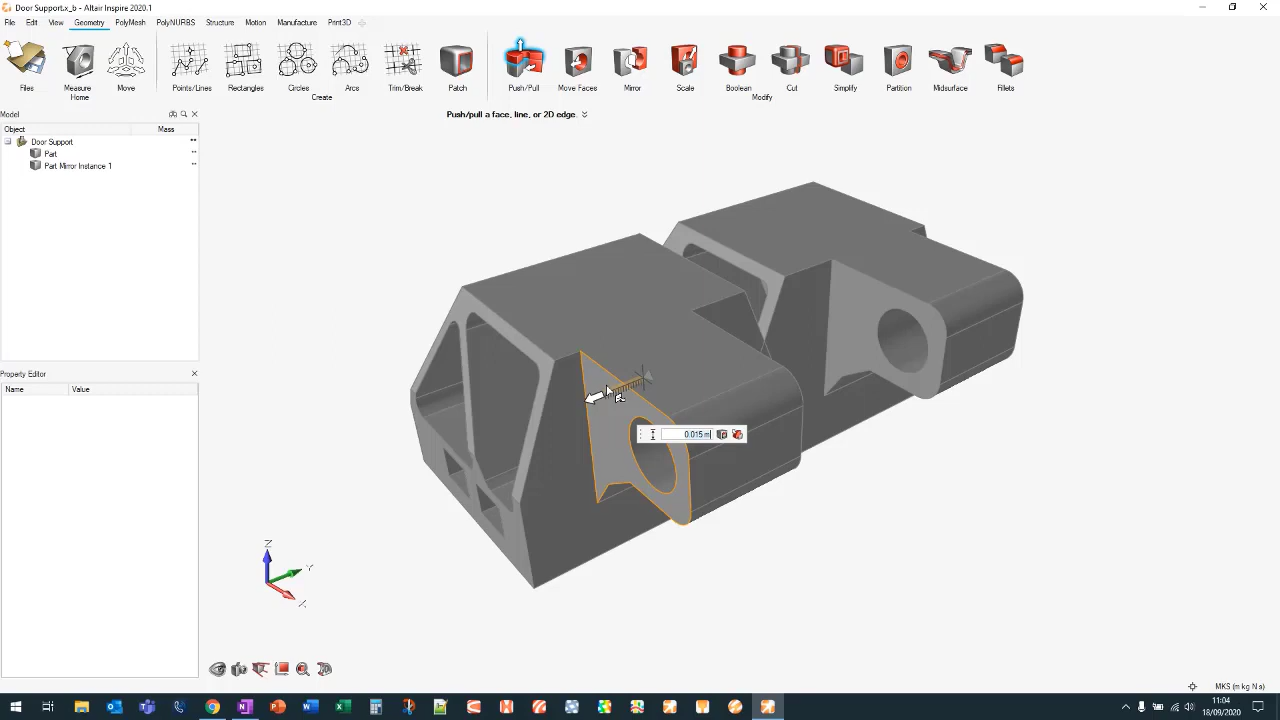 Door Support.x_b - Altair Inspire 2020.1
File Edit View Geometry PolyMesh PolyNURBS Structure Motion Manufacture Print3D
Files Measure Move Points/Lines Rectangles Circles Arcs Trim/Break Patch Push/Pull Move Faces Mirror Scale Boolean Cut Simplify Partition Midsurface Fillets
Home Create Modify
Model
Push/pull a face, line, or 2D edge.
Object Mass
Door Support
Part
Part Mirror Instance 1
Property Editor
Name Value
0.015 m
Z
Y
X
MKS (m kg N s)
11:04
18/09/2020